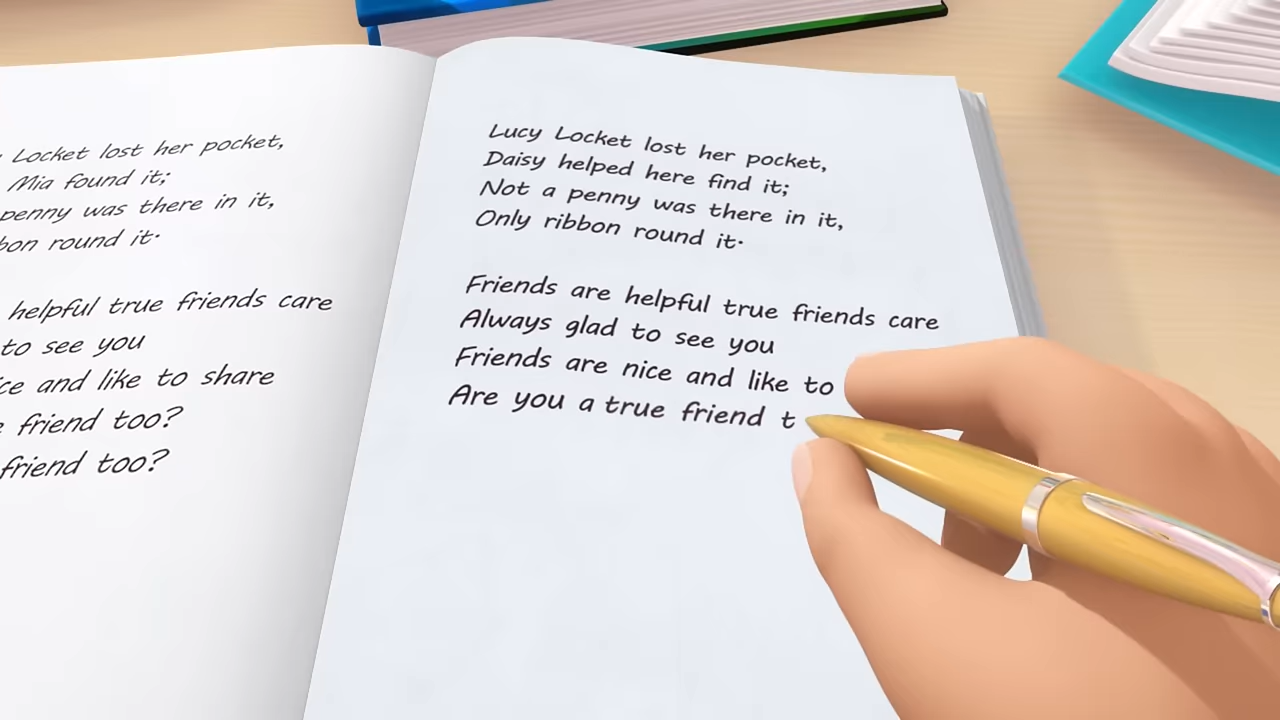 Locket lost her pocket,
Mia found it;
penny was there in it,
bon round it.
helpful true friends care
to see you
ice and like to share
friend too?
friend too?
Lucy Locket lost her pocket,
Daisy helped here find it;
Not a penny was there in it,
Only ribbon round it.
Friends are helpful true friends care
Always glad to see you
Friends are nice and like to
Are you a true friend t